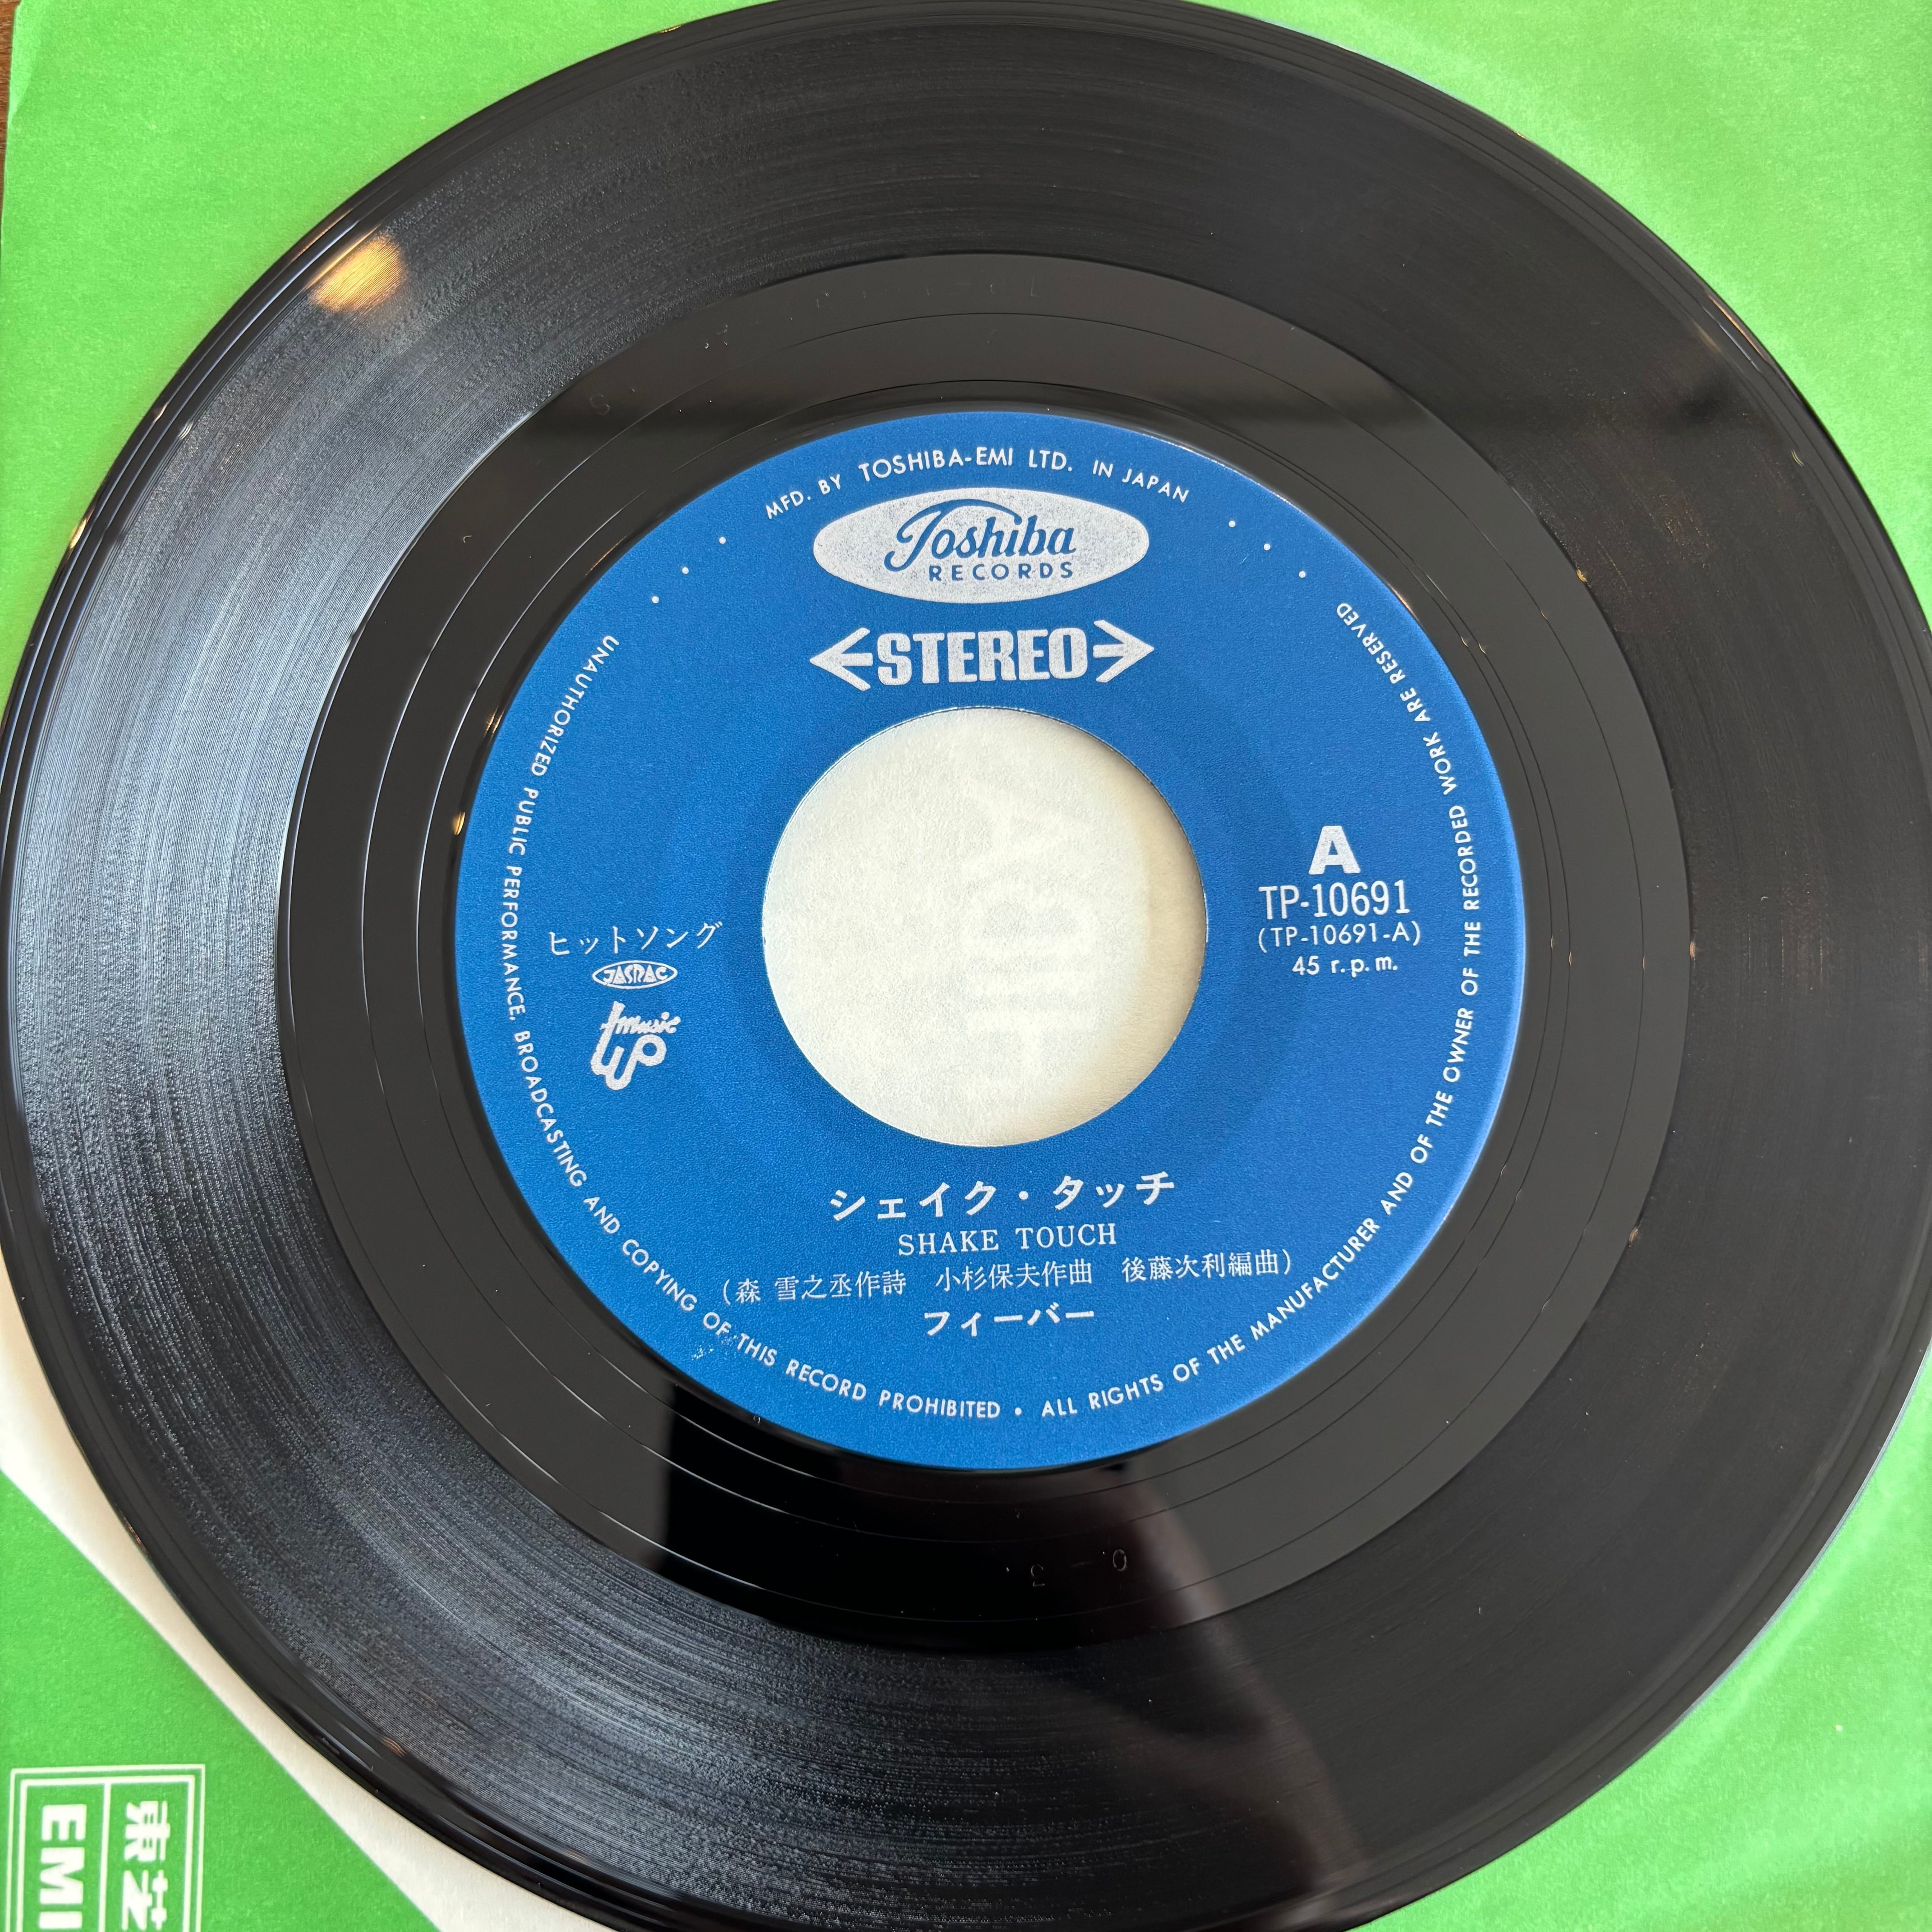 MFD. BY TOSHIBA-EMI LTD. IN JAPAN
Toshiba
RECORDS
STEREO
A
TP-10691
(TP-10691-A)
45 r.p.m.
ヒットソング
JASRAC
music
UP
シェイク・タッチ
SHAKE TOUCH
(森 雪之丞作詩 小杉保夫作曲 後藤次利編曲)
フィーバー
UNAUTHORIZED PUBLIC PERFORMANCE, BROADCASTING AND COPYING OF THIS RECORD PROHIBITED • ALL RIGHTS OF THE MANUFACTURER AND OF THE OWNER OF THE RECORDED WORK ARE RESERVED
東芝
EMI